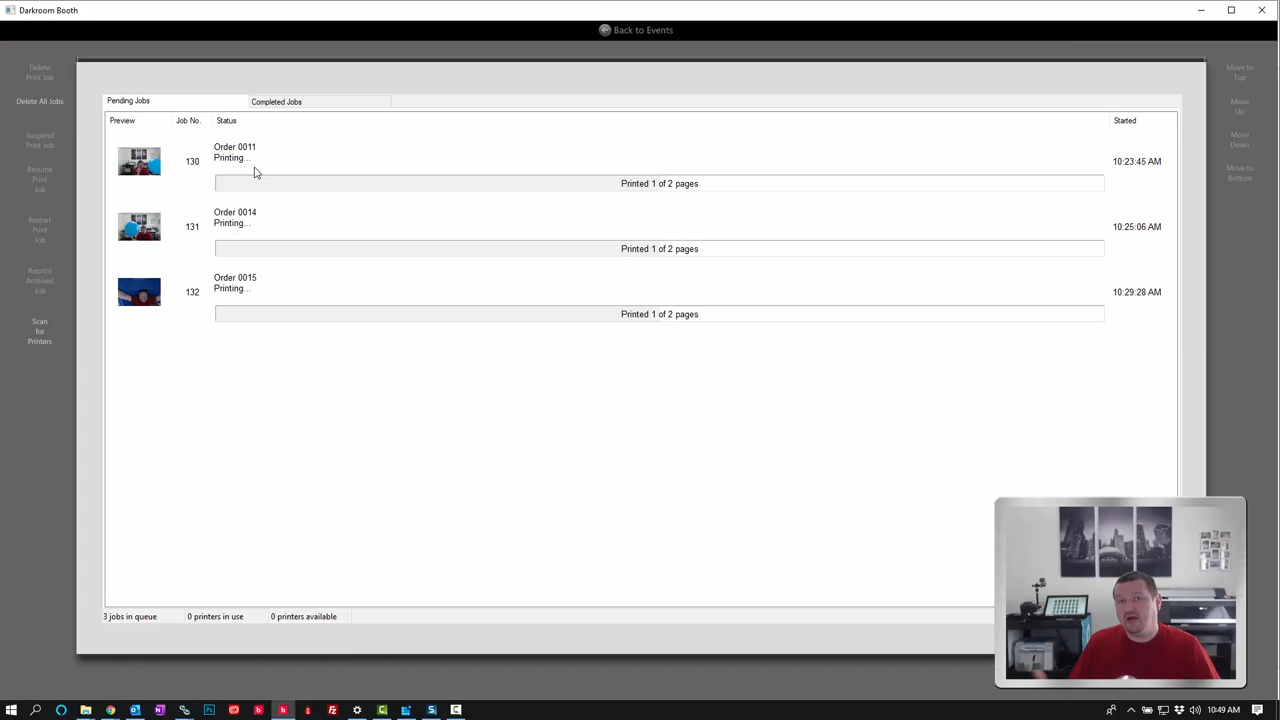 Darkroom Booth
Back to Events
Delete
Print Job
Delete All Jobs
Suspend
Print Job
Resume
Print
Job
Restart
Print
Job
Reprint
Archived
Job
Scan
for
Printers
Pending Jobs
Completed Jobs
Preview Job No. Status Started
Order 0011
Printing...
130
10:23:45 AM
Printed 1 of 2 pages
Order 0014
Printing...
131
10:25:06 AM
Printed 1 of 2 pages
Order 0015
Printing...
132
10:29:28 AM
Printed 1 of 2 pages
3 jobs in queue 0 printers in use 0 printers available
Move to
Top
Move
Up
Move
Down
Move to
Bottom
10:49 AM